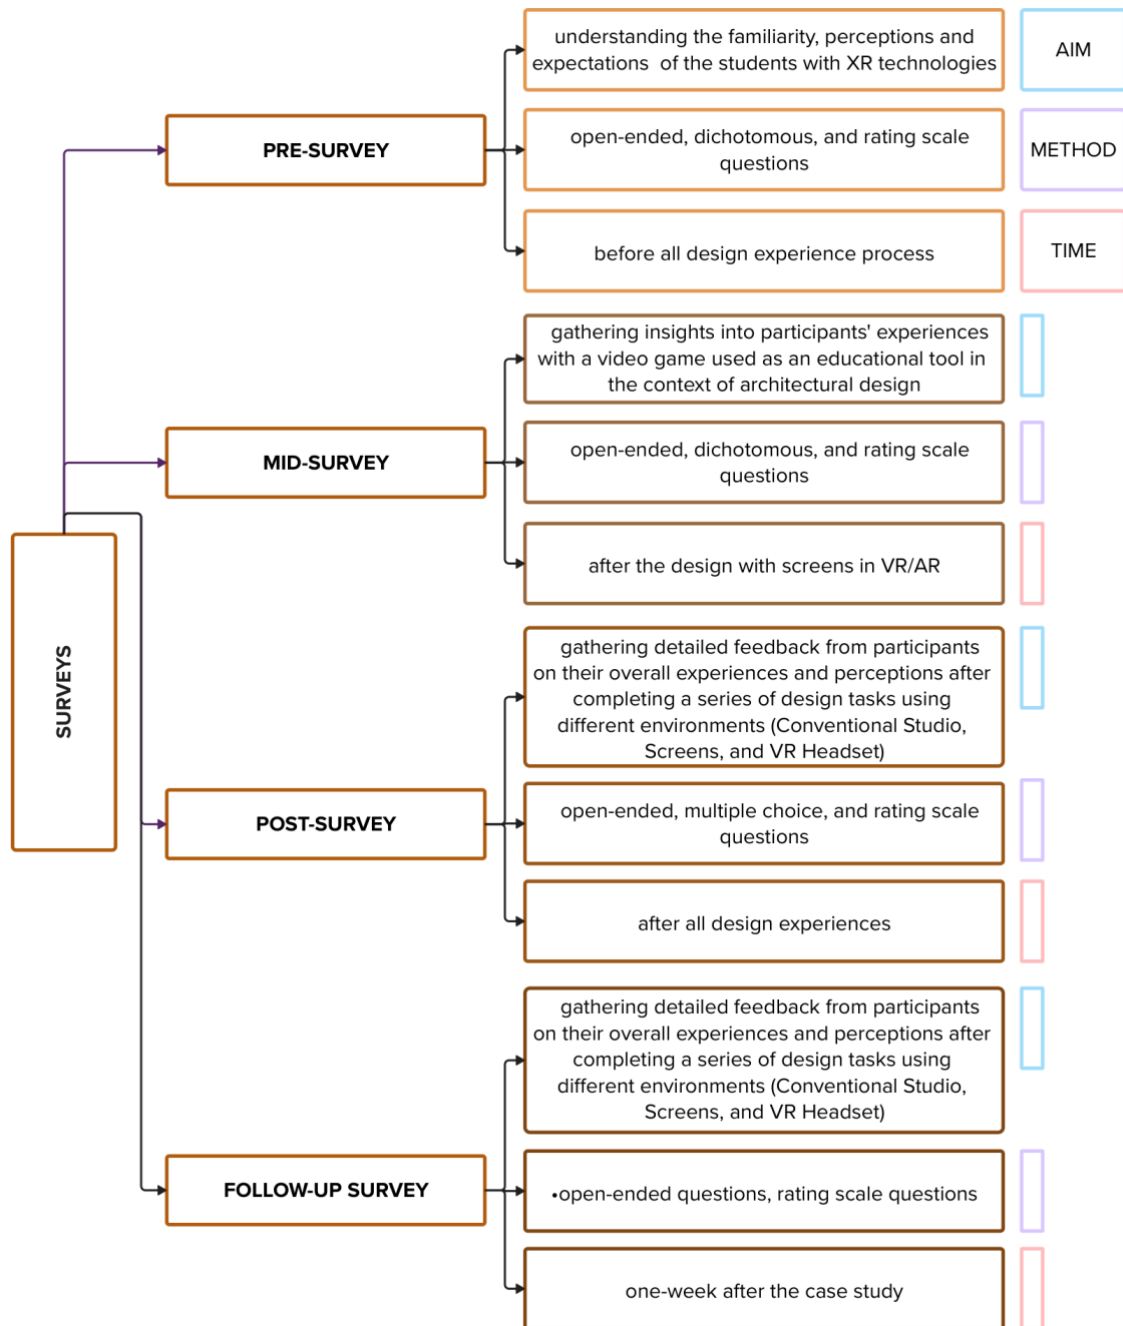 understanding the familiarity, perceptions and
expectations of the students with XR technologies
AIM
PRE-SURVEY
open-ended, dichotomous, and rating scale
questions
METHOD
before all design experience process
TIME
gathering insights into participants' experiences
with a video game used as an educational tool in
the context of architectural design
MID-SURVEY
open-ended, dichotomous, and rating scale
questions
after the design with screens in VR/AR
SURVEYS
gathering detailed feedback from participants
on their overall experiences and perceptions after
completing a series of design tasks using
different environments (Conventional Studio,
Screens, and VR Headset)
POST-SURVEY
open-ended, multiple choice, and rating scale
questions
after all design experiences
gathering detailed feedback from participants
on their overall experiences and perceptions after
completing a series of design tasks using
different environments (Conventional Studio,
Screens, and VR Headset)
FOLLOW-UP SURVEY
•open-ended questions, rating scale questions
one-week after the case study